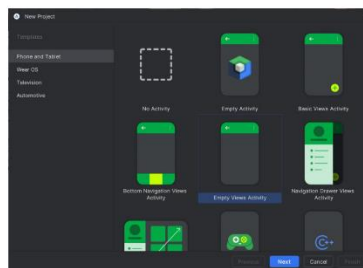 New Project
Templates
Phone and Tablet
Wear OS
Television
Automotive
No Activity
Empty Activity
Basic Views Activity
Bottom Navigation Views
Activity
Empty Views Activity
Navigation Drawer Views
Activity
C++
Previous
Next
Cancel
Finish